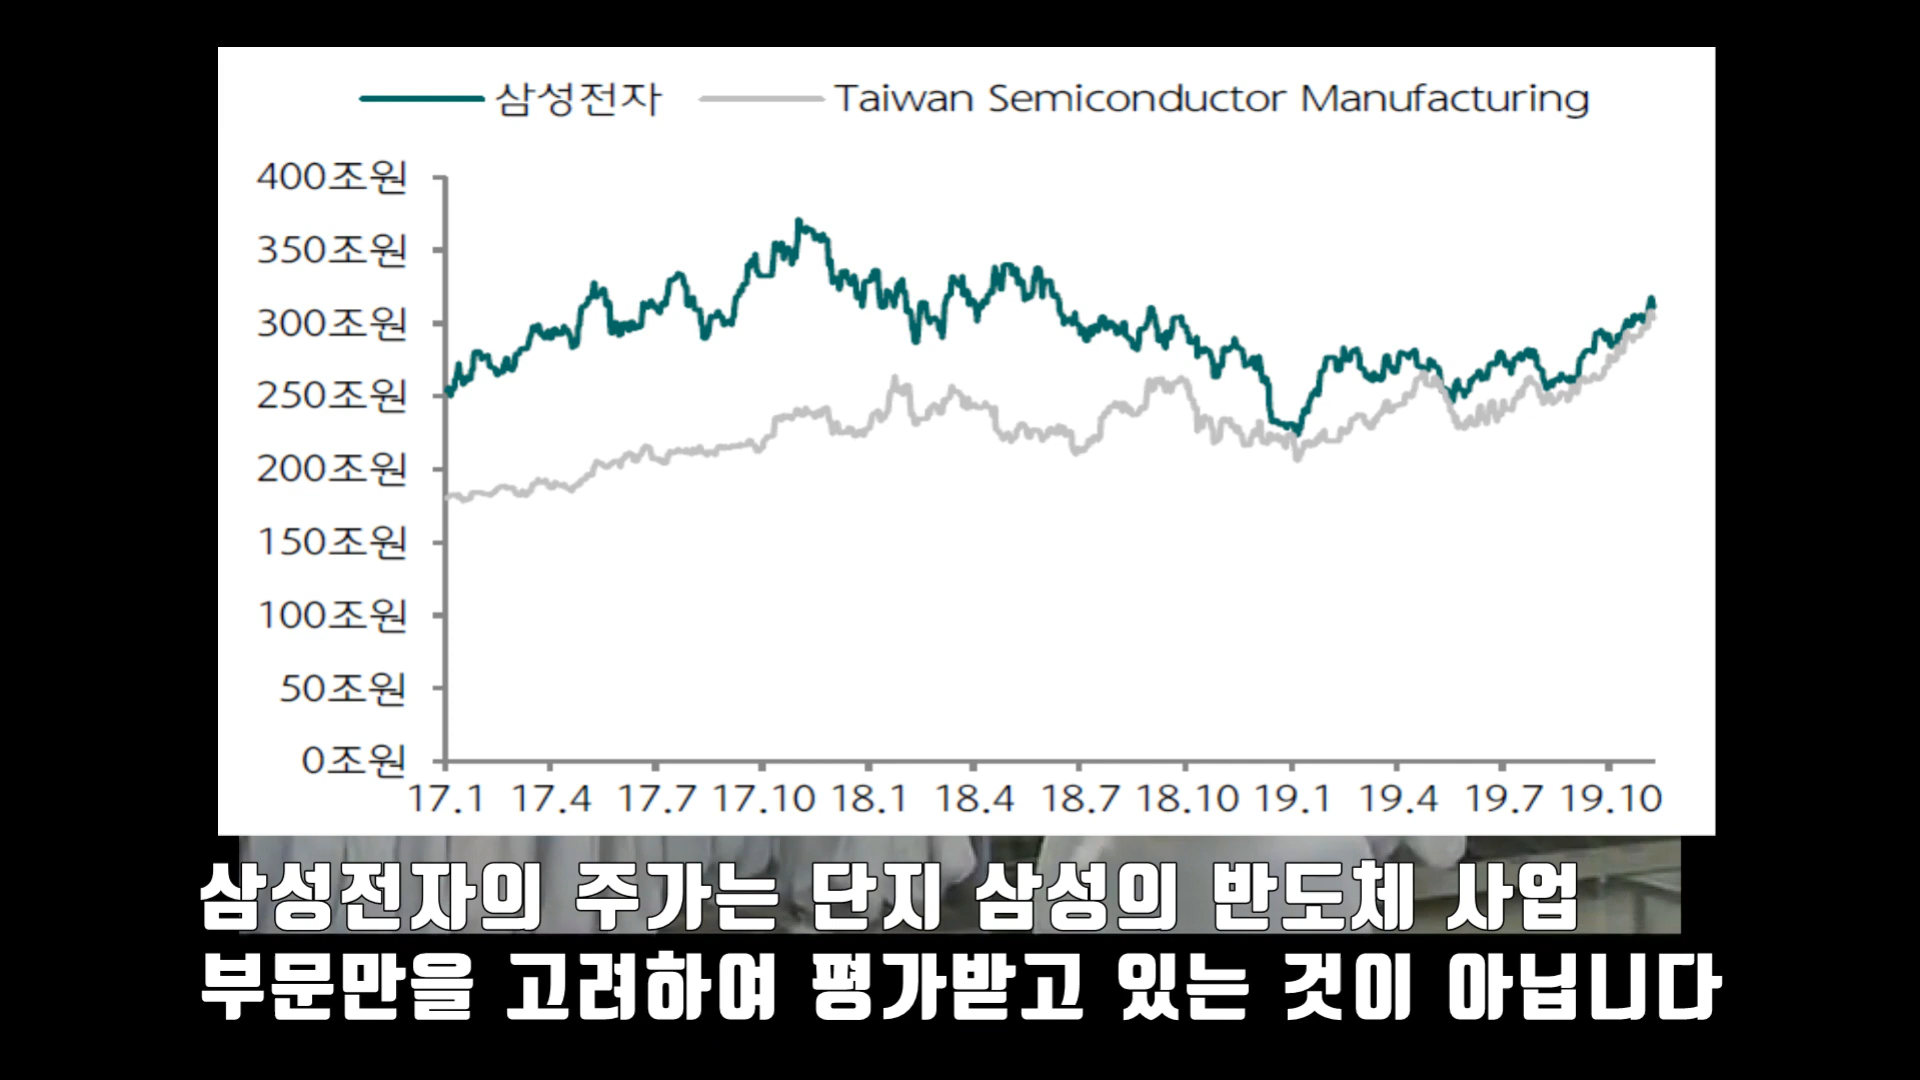 삼성전자 Taiwan Semiconductor Manufacturing
400조원
350조원
300조원
250조원
200조원
150조원
100조원
50조원
0조원
17.1 17.4 17.7 17.10 18.1 18.4 18.7 18.10 19.1 19.4 19.7 19.10
삼성전자의 주가는 단지 삼성의 반도체 사업
부문만을 고려하여 평가받고 있는 것이 아닙니다